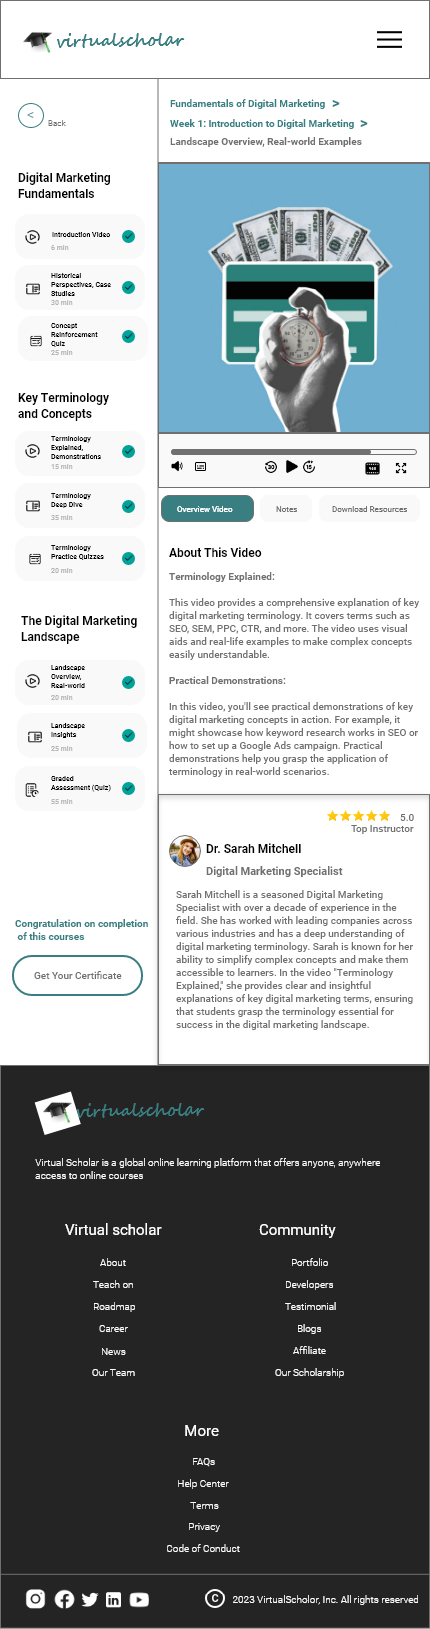 virtualscholar
<
Back
Digital Marketing
Fundamentals
Introduction Video
6 min
Historical
Perspectives, Case
Studies
30 min
Concept
Reinforcement
Quiz
25 min
Key Terminology
and Concepts
Terminology
Explained,
Demonstrations
15 min
Terminology
Deep Dive
35 min
Terminology
Practice Quizzes
20 min
The Digital Marketing
Landscape
Landscape
Overview,
Real-world
20 min
Landscape
Insights
25 min
Graded
Assessment (Quiz)
55 min
Congratulation on completion
of this courses
Get Your Certificate
Fundamentals of Digital Marketing >
Week 1: Introduction to Digital Marketing >
Landscape Overview, Real-world Examples
30
15
Overview Video
Notes
Download Resources
About This Video
Terminology Explained:
This video provides a comprehensive explanation of key
digital marketing terminology. It covers terms such as
SEO, SEM, PPC, CTR, and more. The video uses visual
aids and real-life examples to make complex concepts
easily understandable.
Practical Demonstrations:
In this video, you'll see practical demonstrations of key
digital marketing concepts in action. For example, it
might showcase how keyword research works in SEO or
how to set up a Google Ads campaign. Practical
demonstrations help you grasp the application of
terminology in real-world scenarios.
5.0
Top Instructor
Dr. Sarah Mitchell
Digital Marketing Specialist
Sarah Mitchell is a seasoned Digital Marketing
Specialist with over a decade of experience in the
field. She has worked with leading companies across
various industries and has a deep understanding of
digital marketing terminology. Sarah is known for her
ability to simplify complex concepts and make them
accessible to learners. In the video "Terminology
Explained," she provides clear and insightful
explanations of key digital marketing terms, ensuring
that students grasp the terminology essential for
success in the digital marketing landscape.
virtualscholar
Virtual Scholar is a global online learning platform that offers anyone, anywhere
access to online courses
Virtual scholar
About
Teach on
Roadmap
Career
News
Our Team
Community
Portfolio
Developers
Testimonial
Blogs
Affiliate
Our Scholarship
More
FAQs
Help Center
Terms
Privacy
Code of Conduct
© 2023 VirtualScholor, Inc. All rights reserved